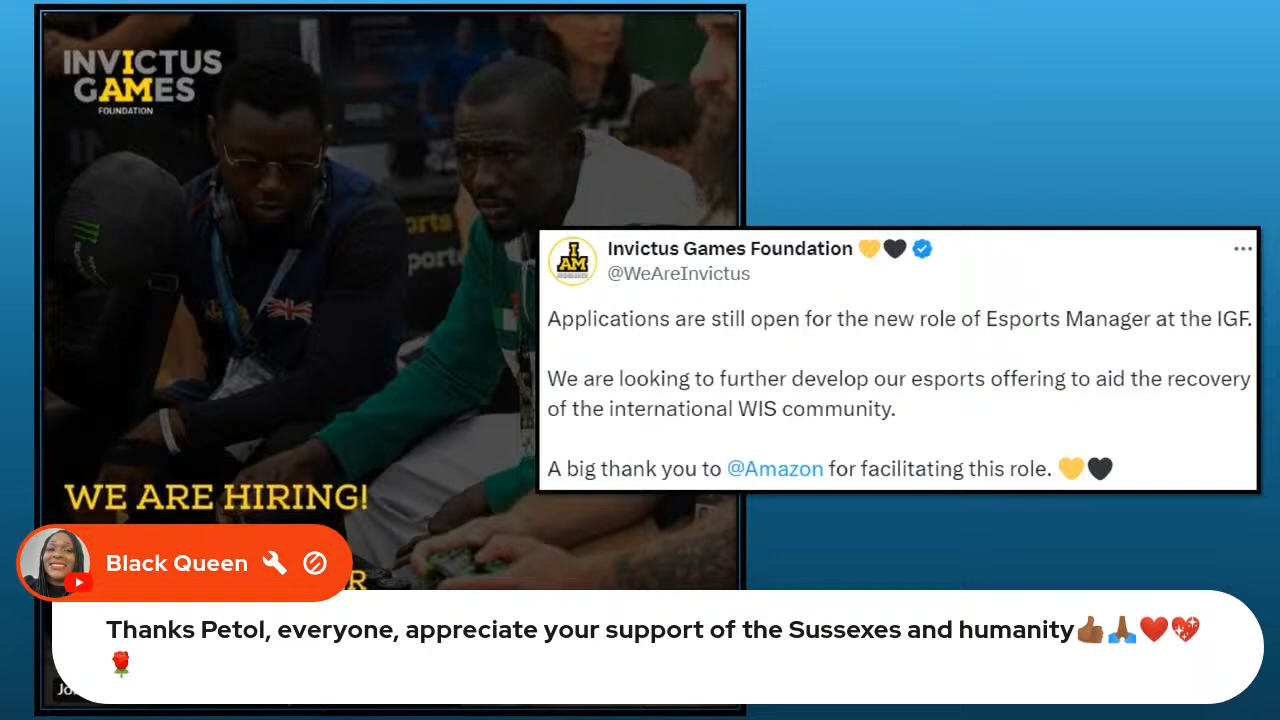 INVICTUS
GAMES
FOUNDATION
WE ARE HIRING!
Invictus Games Foundation 💛🖤
@WeAreInvictus
Applications are still open for the new role of Esports Manager at the IGF.
We are looking to further develop our esports offering to aid the recovery
of the international WIS community.
A big thank you to @Amazon for facilitating this role. 💛🖤
I
AM
Black Queen
Thanks Petol, everyone, appreciate your support of the Sussexes and humanity👍🏾🙏🏾❤️💖
🌹